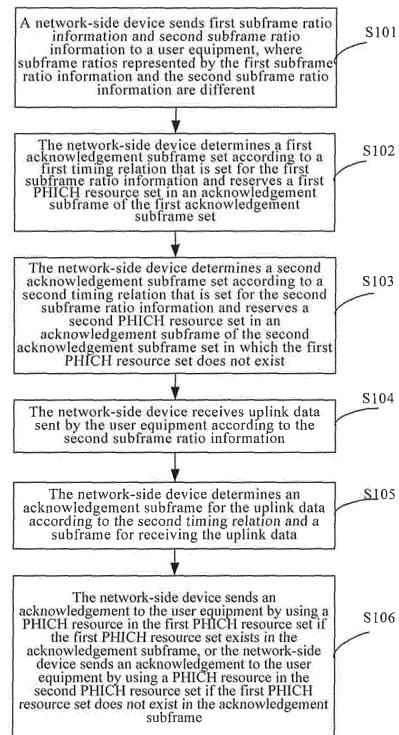 A network-side device sends first subframe ratio
information and second subframe ratio
information to a user equipment, where
subframe ratios represented by the first subframe
ratio information and the second subframe ratio
information are different
S101
The network-side device determines a first
acknowledgement subframe set according to a
first timing relation that is set for the first
subframe ratio information and reserves a first
PHICH resource set in an acknowledgement
subframe of the first acknowledgement
subframe set
S102
The network-side device determines a second
acknowledgement subframe set according to a
second timing relation that is set for the second
subframe ratio information and reserves a
second PHICH resource set in an
acknowledgement subframe of the second
acknowledgement subframe set in which the first
PHICH resource set does not exist
S103
The network-side device receives uplink data
sent by the user equipment according to the
second subframe ratio information
S104
The network-side device determines an
acknowledgement subframe for the uplink data
according to the second timing relation and a
subframe for receiving the uplink data
S105
The network-side device sends an
acknowledgement to the user equipment by using a
PHICH resource in the first PHICH resource set if
the first PHICH resource set exists in the
acknowledgement subframe, or the network-side
device sends an acknowledgement to the user
equipment by using a PHICH resource in the
second PHICH resource set if the first PHICH
resource set does not exist in the acknowledgement
subframe
S106